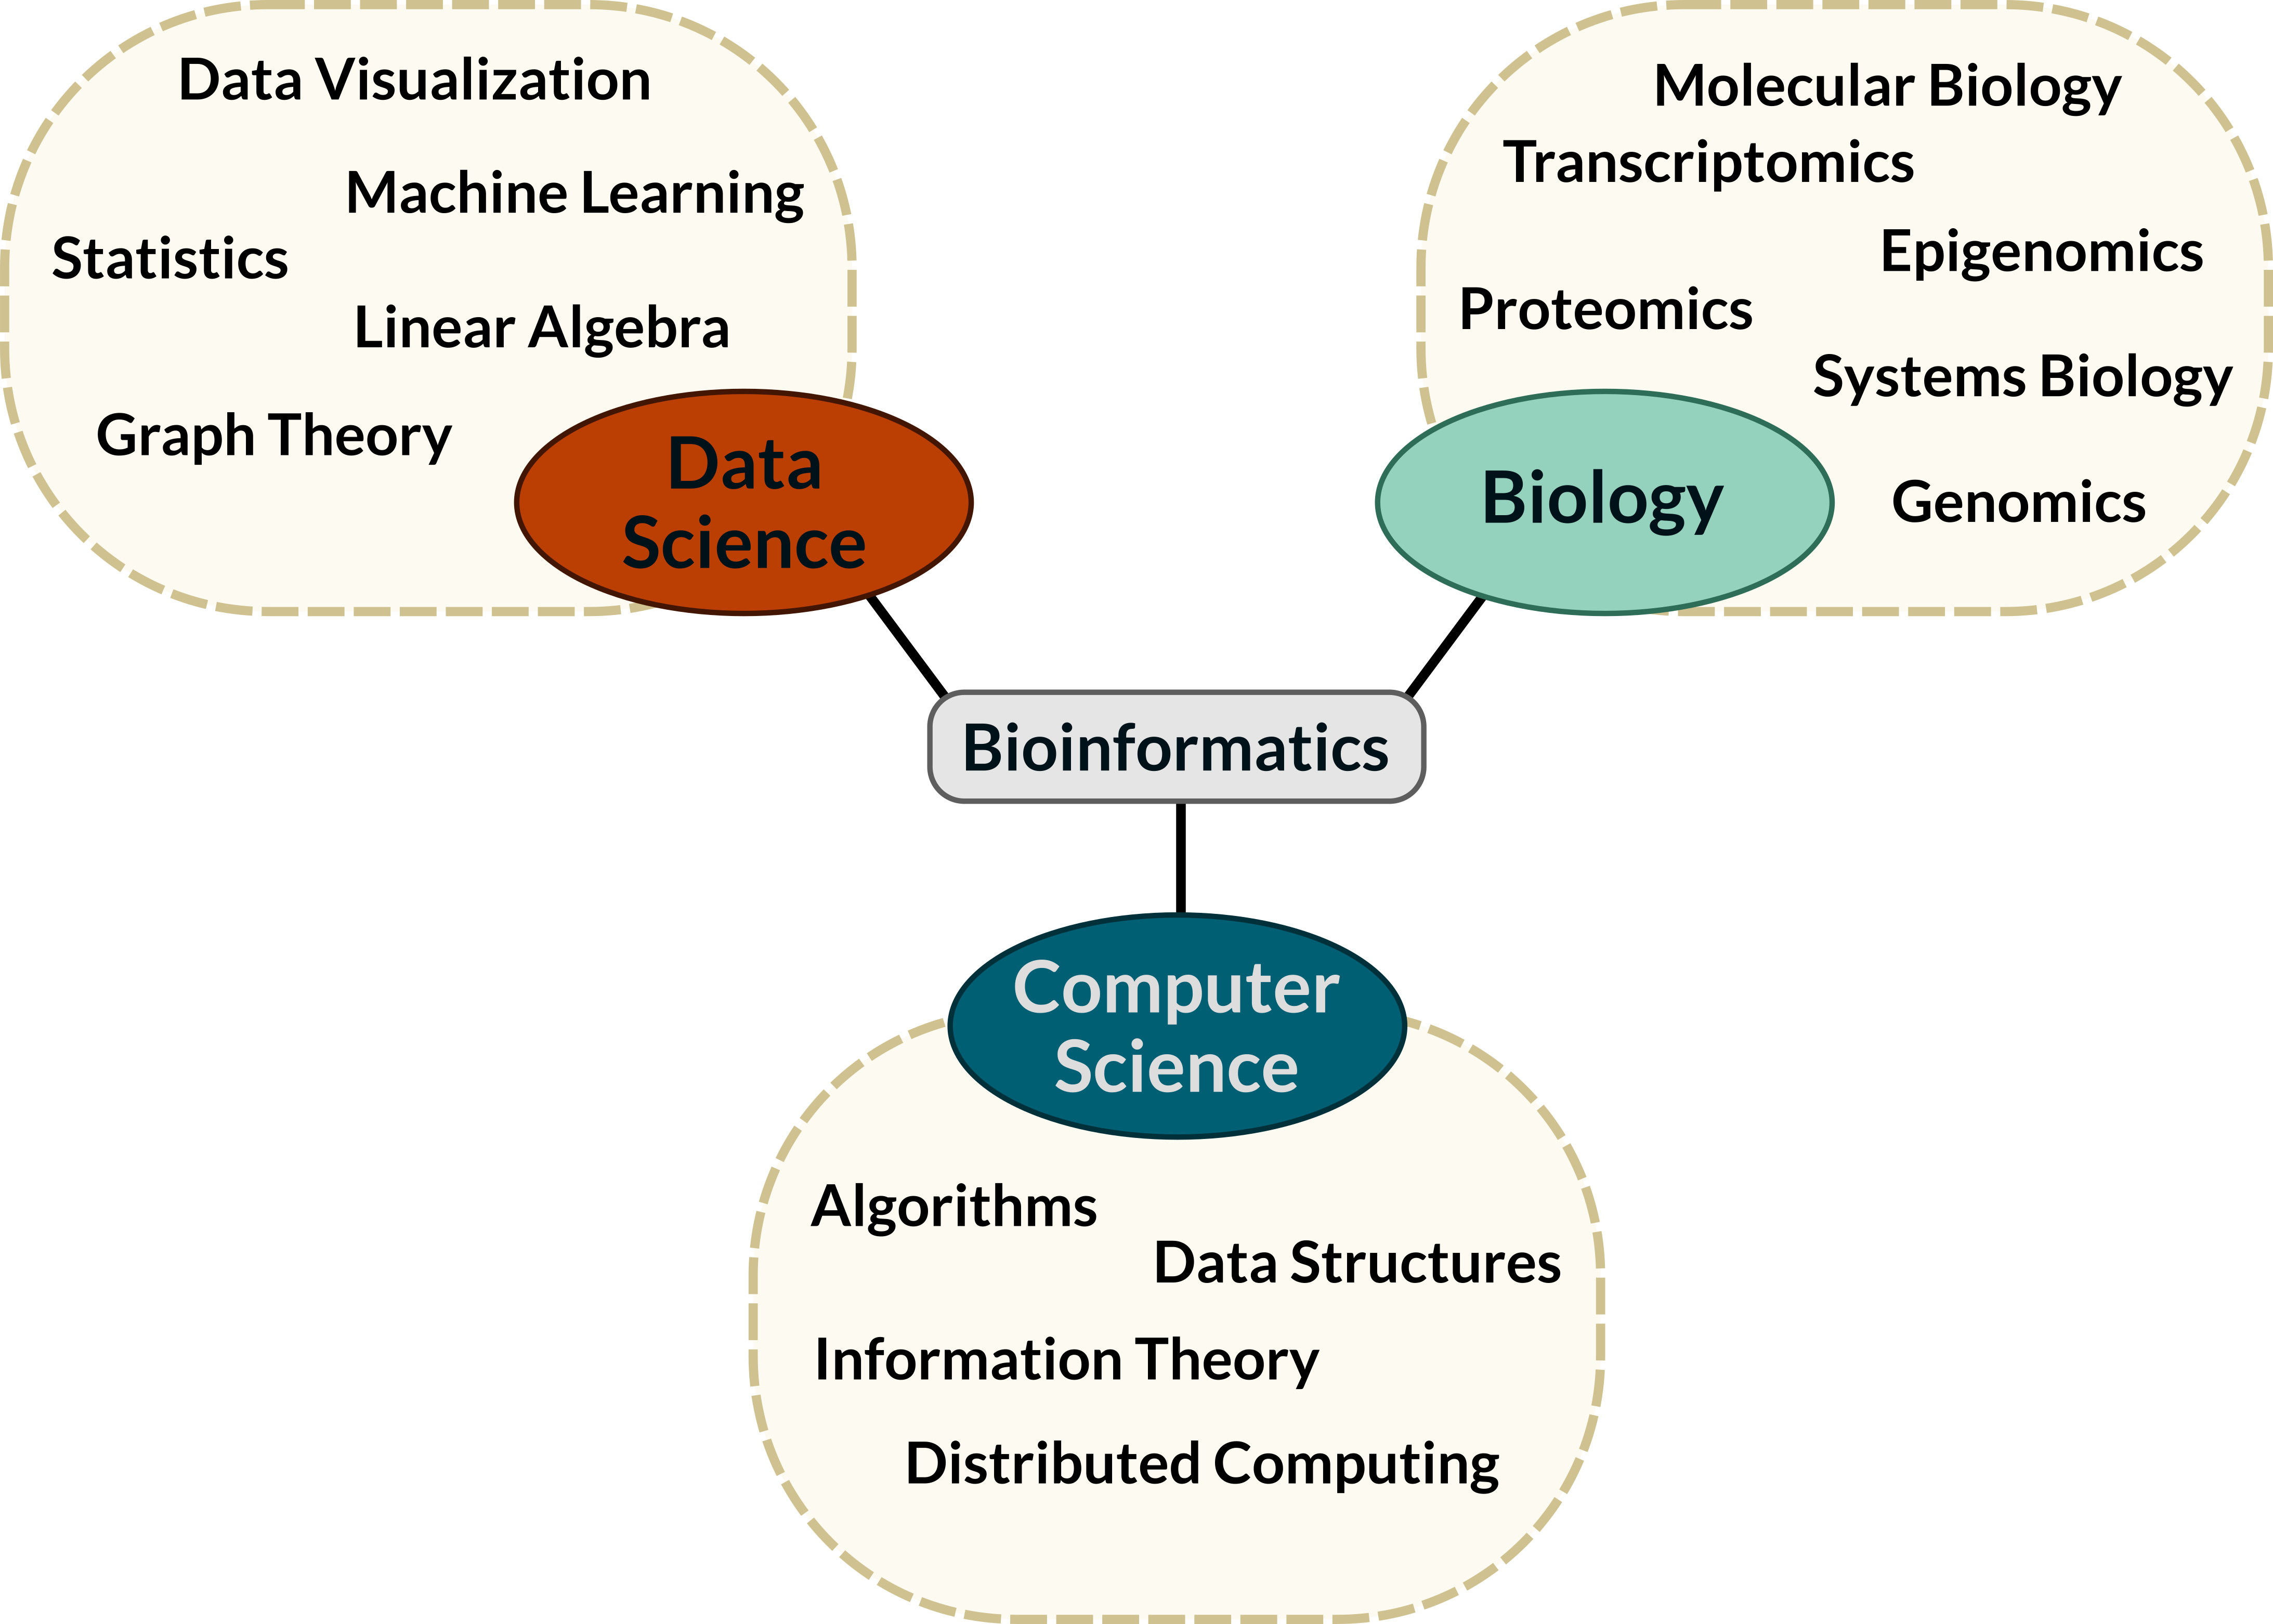 Data Visualization
Machine Learning
Statistics
Linear Algebra
Graph Theory
Data
Science
Molecular Biology
Transcriptomics
Epigenomics
Proteomics
Systems Biology
Biology
Genomics
Bioinformatics
Computer
Science
Algorithms
Data Structures
Information Theory
Distributed Computing